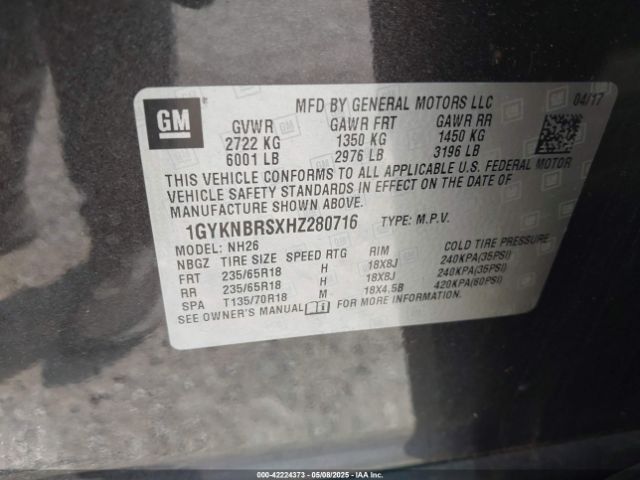 GM
MFD BY GENERAL MOTORS LLC 04/17
GVWR GAWR FRT GAWR RR
2722 KG 1350 KG 1450 KG
6001 LB 2976 LB 3196 LB
THIS VEHICLE CONFORMS TO ALL APPLICABLE U.S. FEDERAL MOTOR
VEHICLE SAFETY STANDARDS IN EFFECT ON THE DATE OF
MANUFACTURE SHOWN ABOVE.
1GYKNBRSXHZ280716 TYPE: M.P.V.
MODEL: NH26
NBGZ TIRE SIZE SPEED RTG RIM COLD TIRE PRESSURE
FRT 235/65R18 H 18X8J 240KPA(35PSI)
RR 235/65R18 H 18X8J 240KPA(35PSI)
SPA T135/70R18 M 18X4.5B 420KPA(60PSI)
SEE OWNER'S MANUAL FOR MORE INFORMATION.
000-42224373 - 05/08/2025 - IAAI.COM